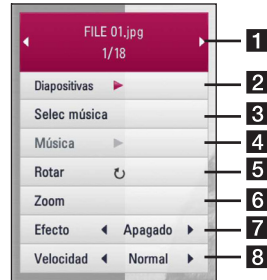 FILE 01.jpg
1/18
1
Diapositivas
2
Selec música
3
Música
4
Rotar
5
Zoom
6
Efecto Apagado
7
Velocidad Normal
8